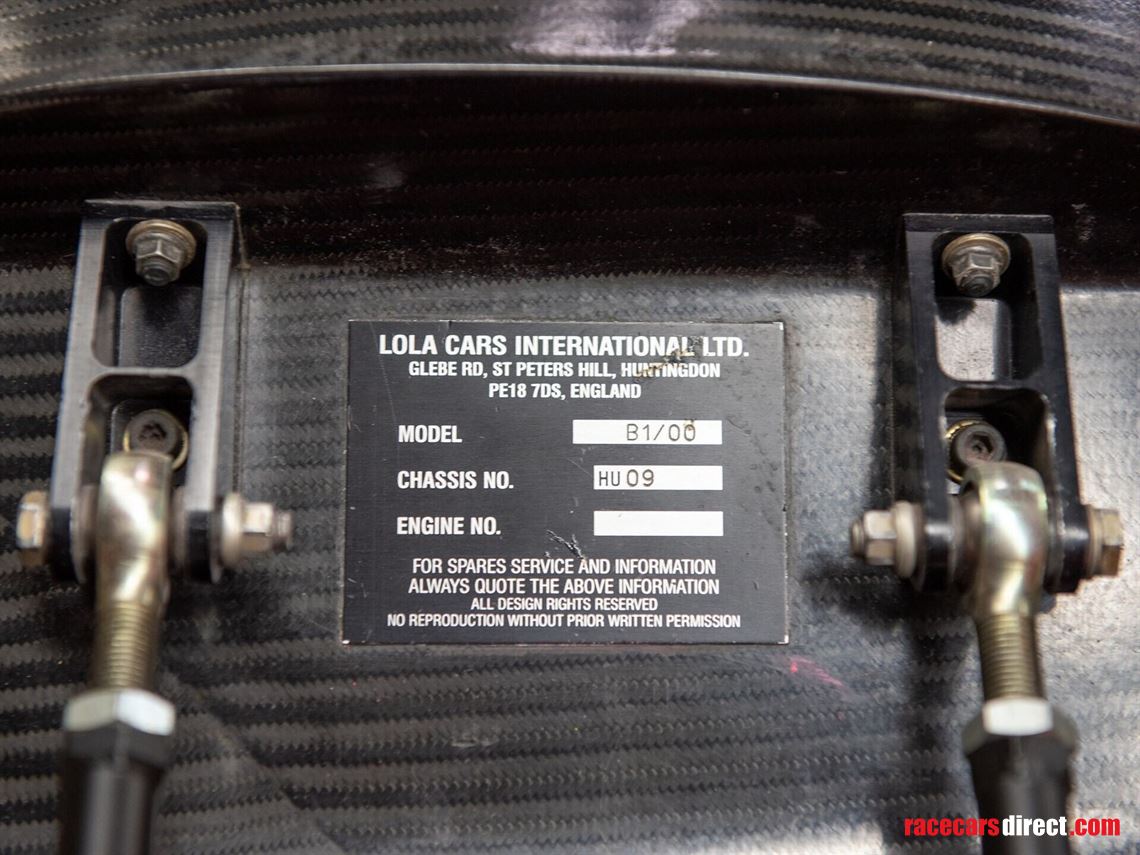 LOLA CARS INTERNATIONAL LTD.
GLEBE RD, ST PETERS HILL, HUNTINGDON
PE18 7DS, ENGLAND
MODEL B1/00
CHASSIS NO. HU09
ENGINE NO.
FOR SPARES SERVICE AND INFORMATION
ALWAYS QUOTE THE ABOVE INFORMATION
ALL DESIGN RIGHTS RESERVED
NO REPRODUCTION WITHOUT PRIOR WRITTEN PERMISSION
racecarsdirect.com